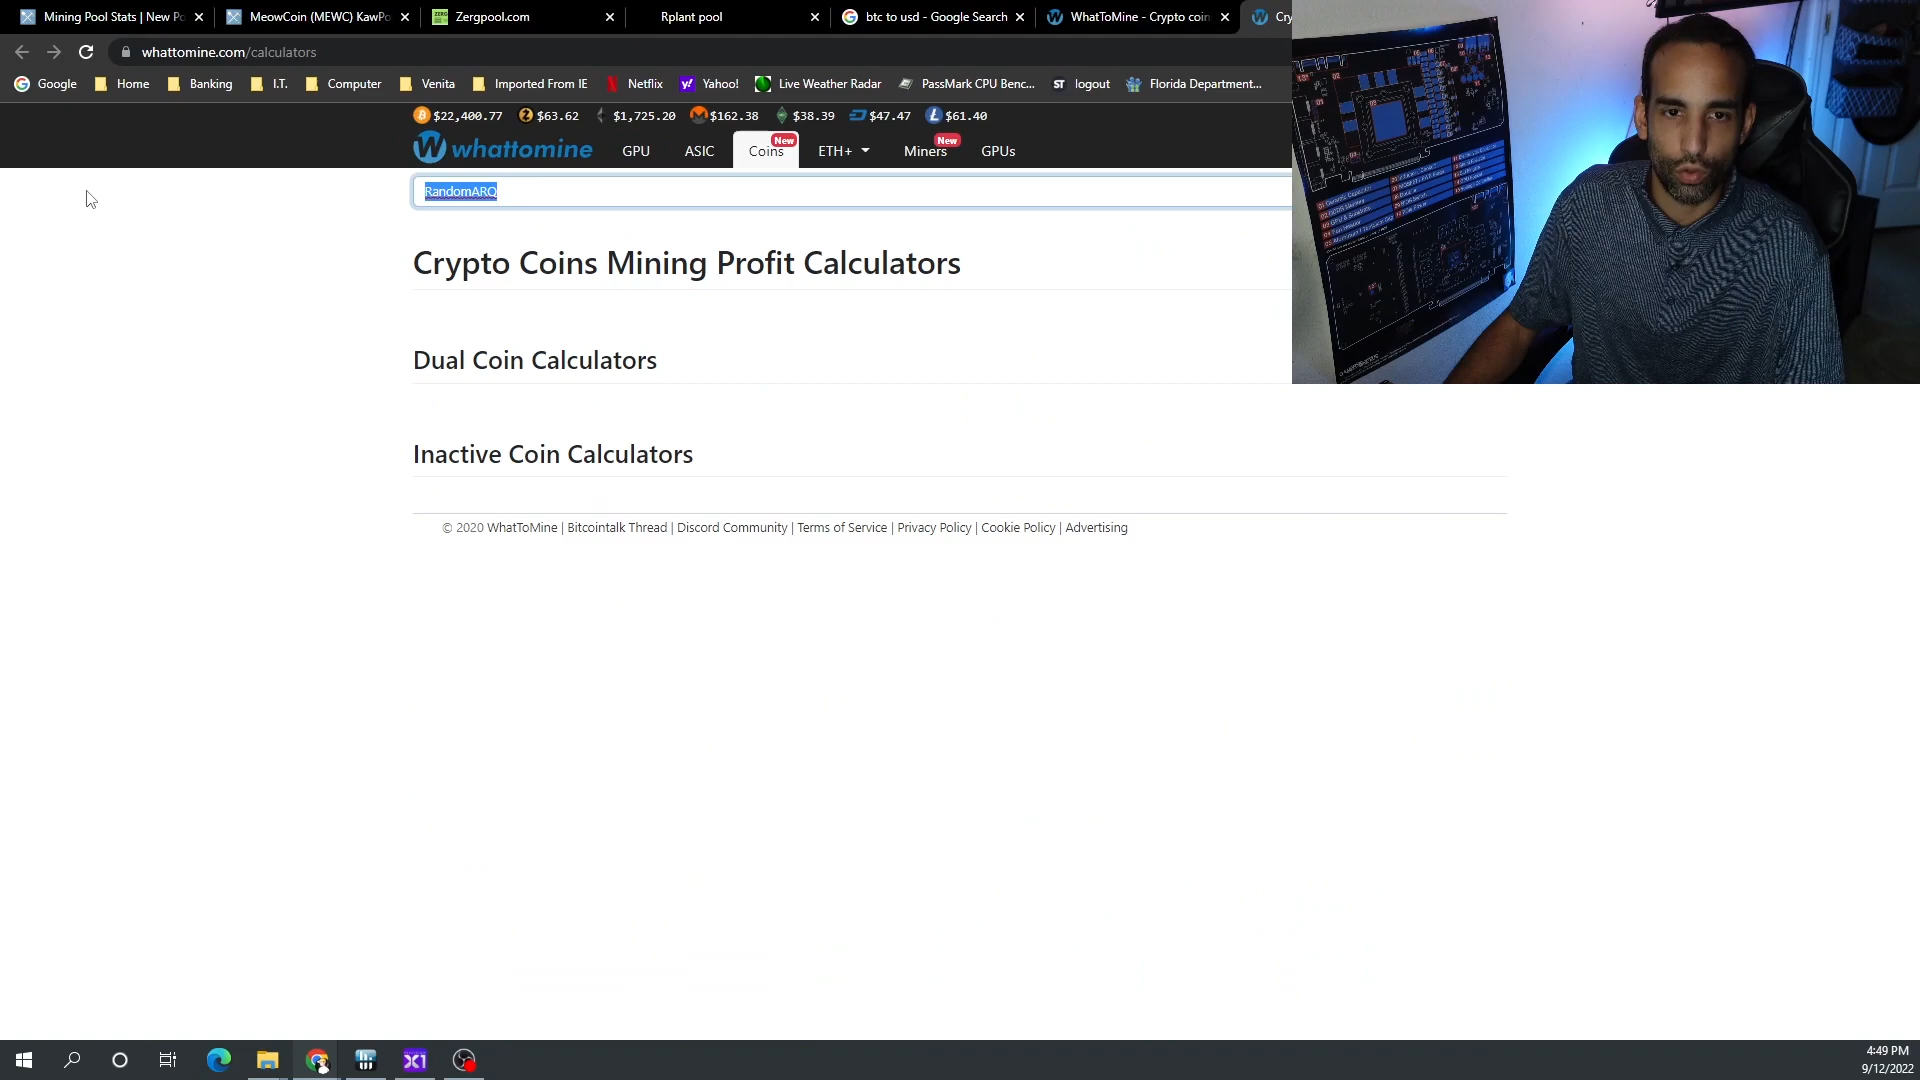 Mining Pool Stats | New Po
MeowCoin (MEWC) KawPo
Zergpool.com
Rplant pool
btc to usd - Google Search
WhatToMine - Crypto coin
Cry
whattomine.com/calculators
Google
Home
Banking
I.T.
Computer
Venita
Imported From IE
Netflix
Yahoo!
Live Weather Radar
PassMark CPU Benc...
logout
Florida Department...
$22,400.77
$63.62
$1,725.20
$162.38
$38.39
$47.47
$61.40
whattomine
GPU
ASIC
Coins
New
ETH+
Miners
New
GPUs
RandomARQ
Crypto Coins Mining Profit Calculators
Dual Coin Calculators
Inactive Coin Calculators
© 2020 WhatToMine | Bitcointalk Thread | Discord Community | Terms of Service | Privacy Policy | Cookie Policy | Advertising
4:49 PM
9/12/2022